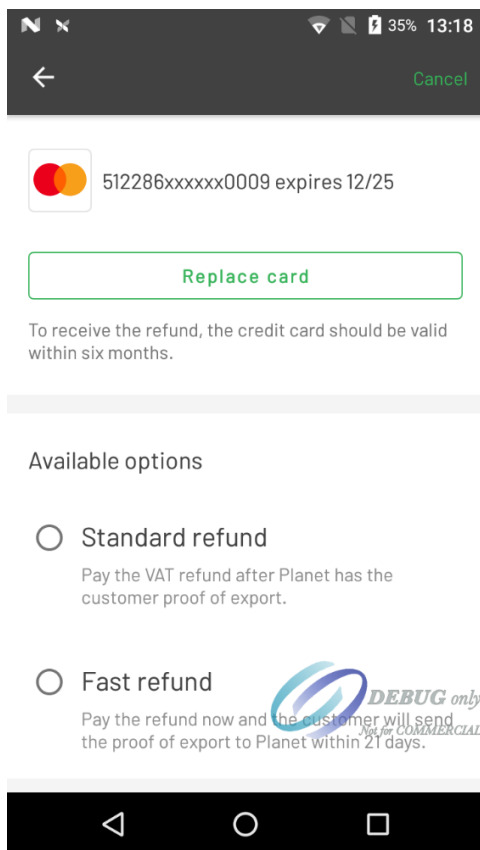 35% 13:18
Cancel
512286xxxxxx0009 expires 12/25
Replace card
To receive the refund, the credit card should be valid
within six months.
Available options
Standard refund
Pay the VAT refund after Planet has the
customer proof of export.
Fast refund
DEBUG only
Pay the refund now and the customer will send
Not for COMMERCIAL
the proof of export to Planet within 21 days.